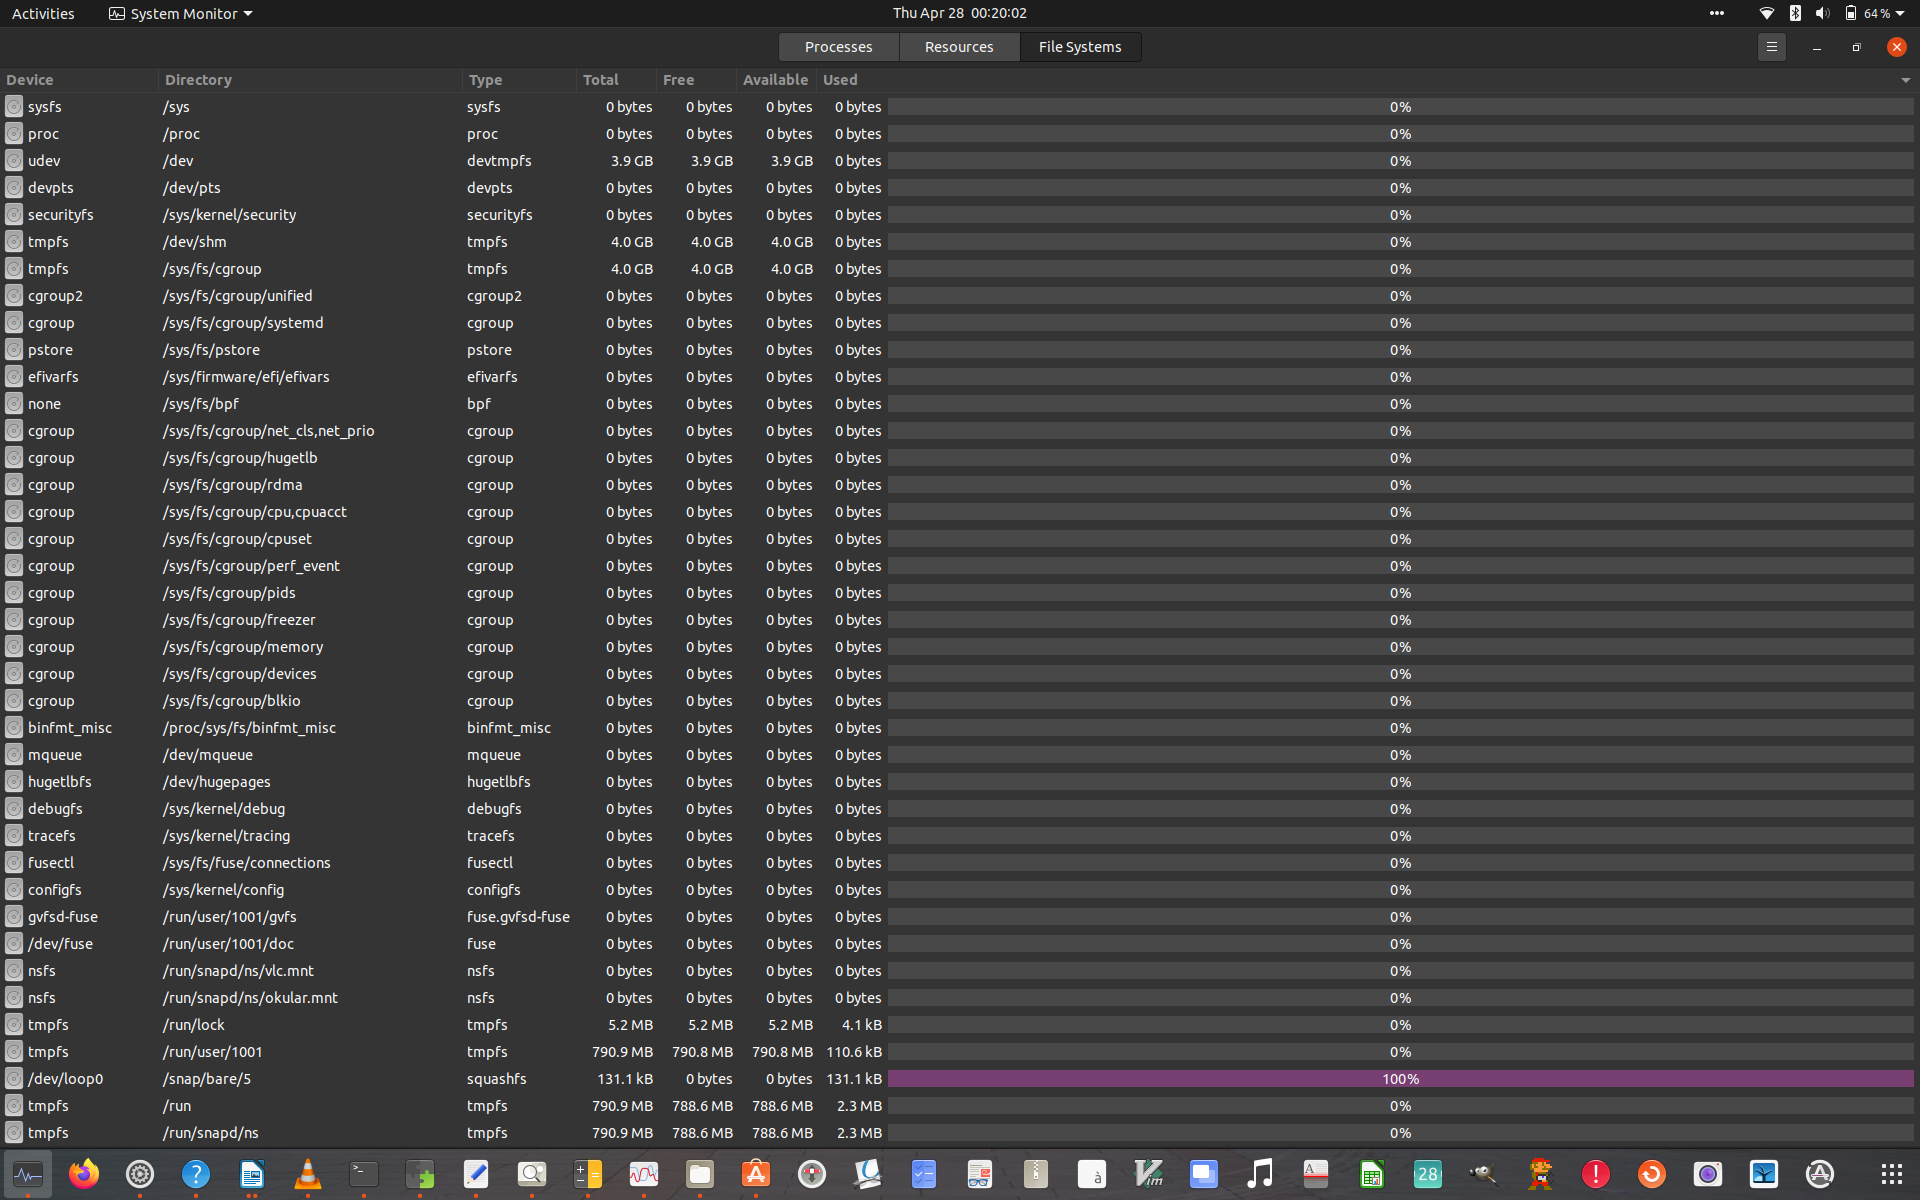 Activities System Monitor Thu Apr 28 00:20:02 64 %
Processes Resources File Systems
Device Directory Type Total Free Available Used
sysfs /sys sysfs 0 bytes 0 bytes 0 bytes 0 bytes 0%
proc /proc proc 0 bytes 0 bytes 0 bytes 0 bytes 0%
udev /dev devtmpfs 3.9 GB 3.9 GB 3.9 GB 0 bytes 0%
devpts /dev/pts devpts 0 bytes 0 bytes 0 bytes 0 bytes 0%
securityfs /sys/kernel/security securityfs 0 bytes 0 bytes 0 bytes 0 bytes 0%
tmpfs /dev/shm tmpfs 4.0 GB 4.0 GB 4.0 GB 0 bytes 0%
tmpfs /sys/fs/cgroup tmpfs 4.0 GB 4.0 GB 4.0 GB 0 bytes 0%
cgroup2 /sys/fs/cgroup/unified cgroup2 0 bytes 0 bytes 0 bytes 0 bytes 0%
cgroup /sys/fs/cgroup/systemd cgroup 0 bytes 0 bytes 0 bytes 0 bytes 0%
pstore /sys/fs/pstore pstore 0 bytes 0 bytes 0 bytes 0 bytes 0%
efivarfs /sys/firmware/efi/efivars efivarfs 0 bytes 0 bytes 0 bytes 0 bytes 0%
none /sys/fs/bpf bpf 0 bytes 0 bytes 0 bytes 0 bytes 0%
cgroup /sys/fs/cgroup/net_cls,net_prio cgroup 0 bytes 0 bytes 0 bytes 0 bytes 0%
cgroup /sys/fs/cgroup/hugetlb cgroup 0 bytes 0 bytes 0 bytes 0 bytes 0%
cgroup /sys/fs/cgroup/rdma cgroup 0 bytes 0 bytes 0 bytes 0 bytes 0%
cgroup /sys/fs/cgroup/cpu,cpuacct cgroup 0 bytes 0 bytes 0 bytes 0 bytes 0%
cgroup /sys/fs/cgroup/cpuset cgroup 0 bytes 0 bytes 0 bytes 0 bytes 0%
cgroup /sys/fs/cgroup/perf_event cgroup 0 bytes 0 bytes 0 bytes 0 bytes 0%
cgroup /sys/fs/cgroup/pids cgroup 0 bytes 0 bytes 0 bytes 0 bytes 0%
cgroup /sys/fs/cgroup/freezer cgroup 0 bytes 0 bytes 0 bytes 0 bytes 0%
cgroup /sys/fs/cgroup/memory cgroup 0 bytes 0 bytes 0 bytes 0 bytes 0%
cgroup /sys/fs/cgroup/devices cgroup 0 bytes 0 bytes 0 bytes 0 bytes 0%
cgroup /sys/fs/cgroup/blkio cgroup 0 bytes 0 bytes 0 bytes 0 bytes 0%
binfmt_misc /proc/sys/fs/binfmt_misc binfmt_misc 0 bytes 0 bytes 0 bytes 0 bytes 0%
mqueue /dev/mqueue mqueue 0 bytes 0 bytes 0 bytes 0 bytes 0%
hugetlbfs /dev/hugepages hugetlbfs 0 bytes 0 bytes 0 bytes 0 bytes 0%
debugfs /sys/kernel/debug debugfs 0 bytes 0 bytes 0 bytes 0 bytes 0%
tracefs /sys/kernel/tracing tracefs 0 bytes 0 bytes 0 bytes 0 bytes 0%
fusectl /sys/fs/fuse/connections fusectl 0 bytes 0 bytes 0 bytes 0 bytes 0%
configfs /sys/kernel/config configfs 0 bytes 0 bytes 0 bytes 0 bytes 0%
gvfsd-fuse /run/user/1001/gvfs fuse.gvfsd-fuse 0 bytes 0 bytes 0 bytes 0 bytes 0%
/dev/fuse /run/user/1001/doc fuse 0 bytes 0 bytes 0 bytes 0 bytes 0%
nsfs /run/snapd/ns/vlc.mnt nsfs 0 bytes 0 bytes 0 bytes 0 bytes 0%
nsfs /run/snapd/ns/okular.mnt nsfs 0 bytes 0 bytes 0 bytes 0 bytes 0%
tmpfs /run/lock tmpfs 5.2 MB 5.2 MB 5.2 MB 4.1 kB 0%
tmpfs /run/user/1001 tmpfs 790.9 MB 790.8 MB 790.8 MB 110.6 kB 0%
/dev/loop0 /snap/bare/5 squashfs 131.1 kB 0 bytes 0 bytes 131.1 kB 100%
tmpfs /run tmpfs 790.9 MB 788.6 MB 788.6 MB 2.3 MB 0%
tmpfs /run/snapd/ns tmpfs 790.9 MB 788.6 MB 788.6 MB 2.3 MB 0%
? >_ à Vim A 28 !